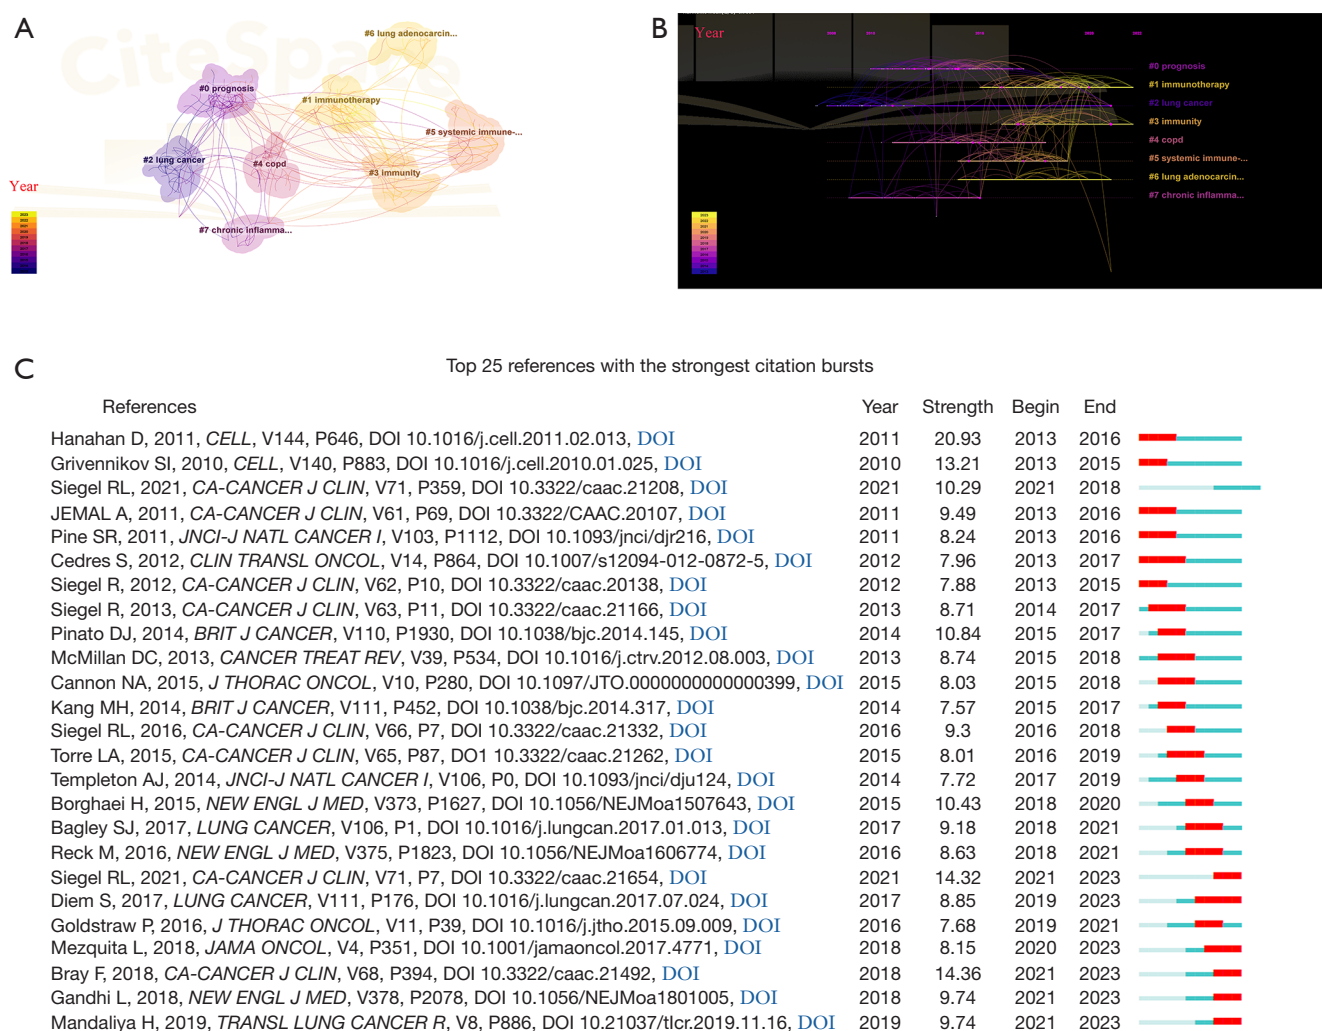 A
CiteSpace
#6 lung adenocarcin...
#0 prognosis
#1 immunotherapy
#5 systemic immune-...
#2 lung cancer
#4 copd
#3 immunity
#7 chronic inflamma...
Year
B
Year
#0 prognosis
#1 immunotherapy
#2 lung cancer
#3 immunity
#4 copd
#5 systemic immune-...
#6 lung adenocarcin...
#7 chronic inflamma...
C
Top 25 references with the strongest citation bursts
References Year Strength Begin End
Hanahan D, 2011, CELL, V144, P646, DOI 10.1016/j.cell.2011.02.013, DOI 2011 20.93 2013 2016
Grivennikov SI, 2010, CELL, V140, P883, DOI 10.1016/j.cell.2010.01.025, DOI 2010 13.21 2013 2015
Siegel RL, 2021, CA-CANCER J CLIN, V71, P359, DOI 10.3322/caac.21208, DOI 2021 10.29 2021 2018
JEMAL A, 2011, CA-CANCER J CLIN, V61, P69, DOI 10.3322/CAAC.20107, DOI 2011 9.49 2013 2016
Pine SR, 2011, JNCI-J NATL CANCER I, V103, P1112, DOI 10.1093/jnci/djr216, DOI 2011 8.24 2013 2016
Cedres S, 2012, CLIN TRANSL ONCOL, V14, P864, DOI 10.1007/s12094-012-0872-5, DOI 2012 7.96 2013 2017
Siegel R, 2012, CA-CANCER J CLIN, V62, P10, DOI 10.3322/caac.20138, DOI 2012 7.88 2013 2015
Siegel R, 2013, CA-CANCER J CLIN, V63, P11, DOI 10.3322/caac.21166, DOI 2013 8.71 2014 2017
Pinato DJ, 2014, BRIT J CANCER, V110, P1930, DOI 10.1038/bjc.2014.145, DOI 2014 10.84 2015 2017
McMillan DC, 2013, CANCER TREAT REV, V39, P534, DOI 10.1016/j.ctrv.2012.08.003, DOI 2013 8.74 2015 2018
Cannon NA, 2015, J THORAC ONCOL, V10, P280, DOI 10.1097/JTO.0000000000000399, DOI 2015 8.03 2015 2018
Kang MH, 2014, BRIT J CANCER, V111, P452, DOI 10.1038/bjc.2014.317, DOI 2014 7.57 2015 2017
Siegel RL, 2016, CA-CANCER J CLIN, V66, P7, DOI 10.3322/caac.21332, DOI 2016 9.3 2016 2018
Torre LA, 2015, CA-CANCER J CLIN, V65, P87, DO1 10.3322/caac.21262, DOI 2015 8.01 2016 2019
Templeton AJ, 2014, JNCI-J NATL CANCER I, V106, P0, DOI 10.1093/jnci/dju124, DOI 2014 7.72 2017 2019
Borghaei H, 2015, NEW ENGL J MED, V373, P1627, DOI 10.1056/NEJMoa1507643, DOI 2015 10.43 2018 2020
Bagley SJ, 2017, LUNG CANCER, V106, P1, DOI 10.1016/j.lungcan.2017.01.013, DOI 2017 9.18 2018 2021
Reck M, 2016, NEW ENGL J MED, V375, P1823, DOI 10.1056/NEJMoa1606774, DOI 2016 8.63 2018 2021
Siegel RL, 2021, CA-CANCER J CLIN, V71, P7, DOI 10.3322/caac.21654, DOI 2021 14.32 2021 2023
Diem S, 2017, LUNG CANCER, V111, P176, DOI 10.1016/j.lungcan.2017.07.024, DOI 2017 8.85 2019 2023
Goldstraw P, 2016, J THORAC ONCOL, V11, P39, DOI 10.1016/j.jtho.2015.09.009, DOI 2016 7.68 2019 2021
Mezquita L, 2018, JAMA ONCOL, V4, P351, DOI 10.1001/jamaoncol.2017.4771, DOI 2018 8.15 2020 2023
Bray F, 2018, CA-CANCER J CLIN, V68, P394, DOI 10.3322/caac.21492, DOI 2018 14.36 2021 2023
Gandhi L, 2018, NEW ENGL J MED, V378, P2078, DOI 10.1056/NEJMoa1801005, DOI 2018 9.74 2021 2023
Mandaliya H, 2019, TRANSL LUNG CANCER R, V8, P886, DOI 10.21037/tlcr.2019.11.16, DOI 2019 9.74 2021 2023